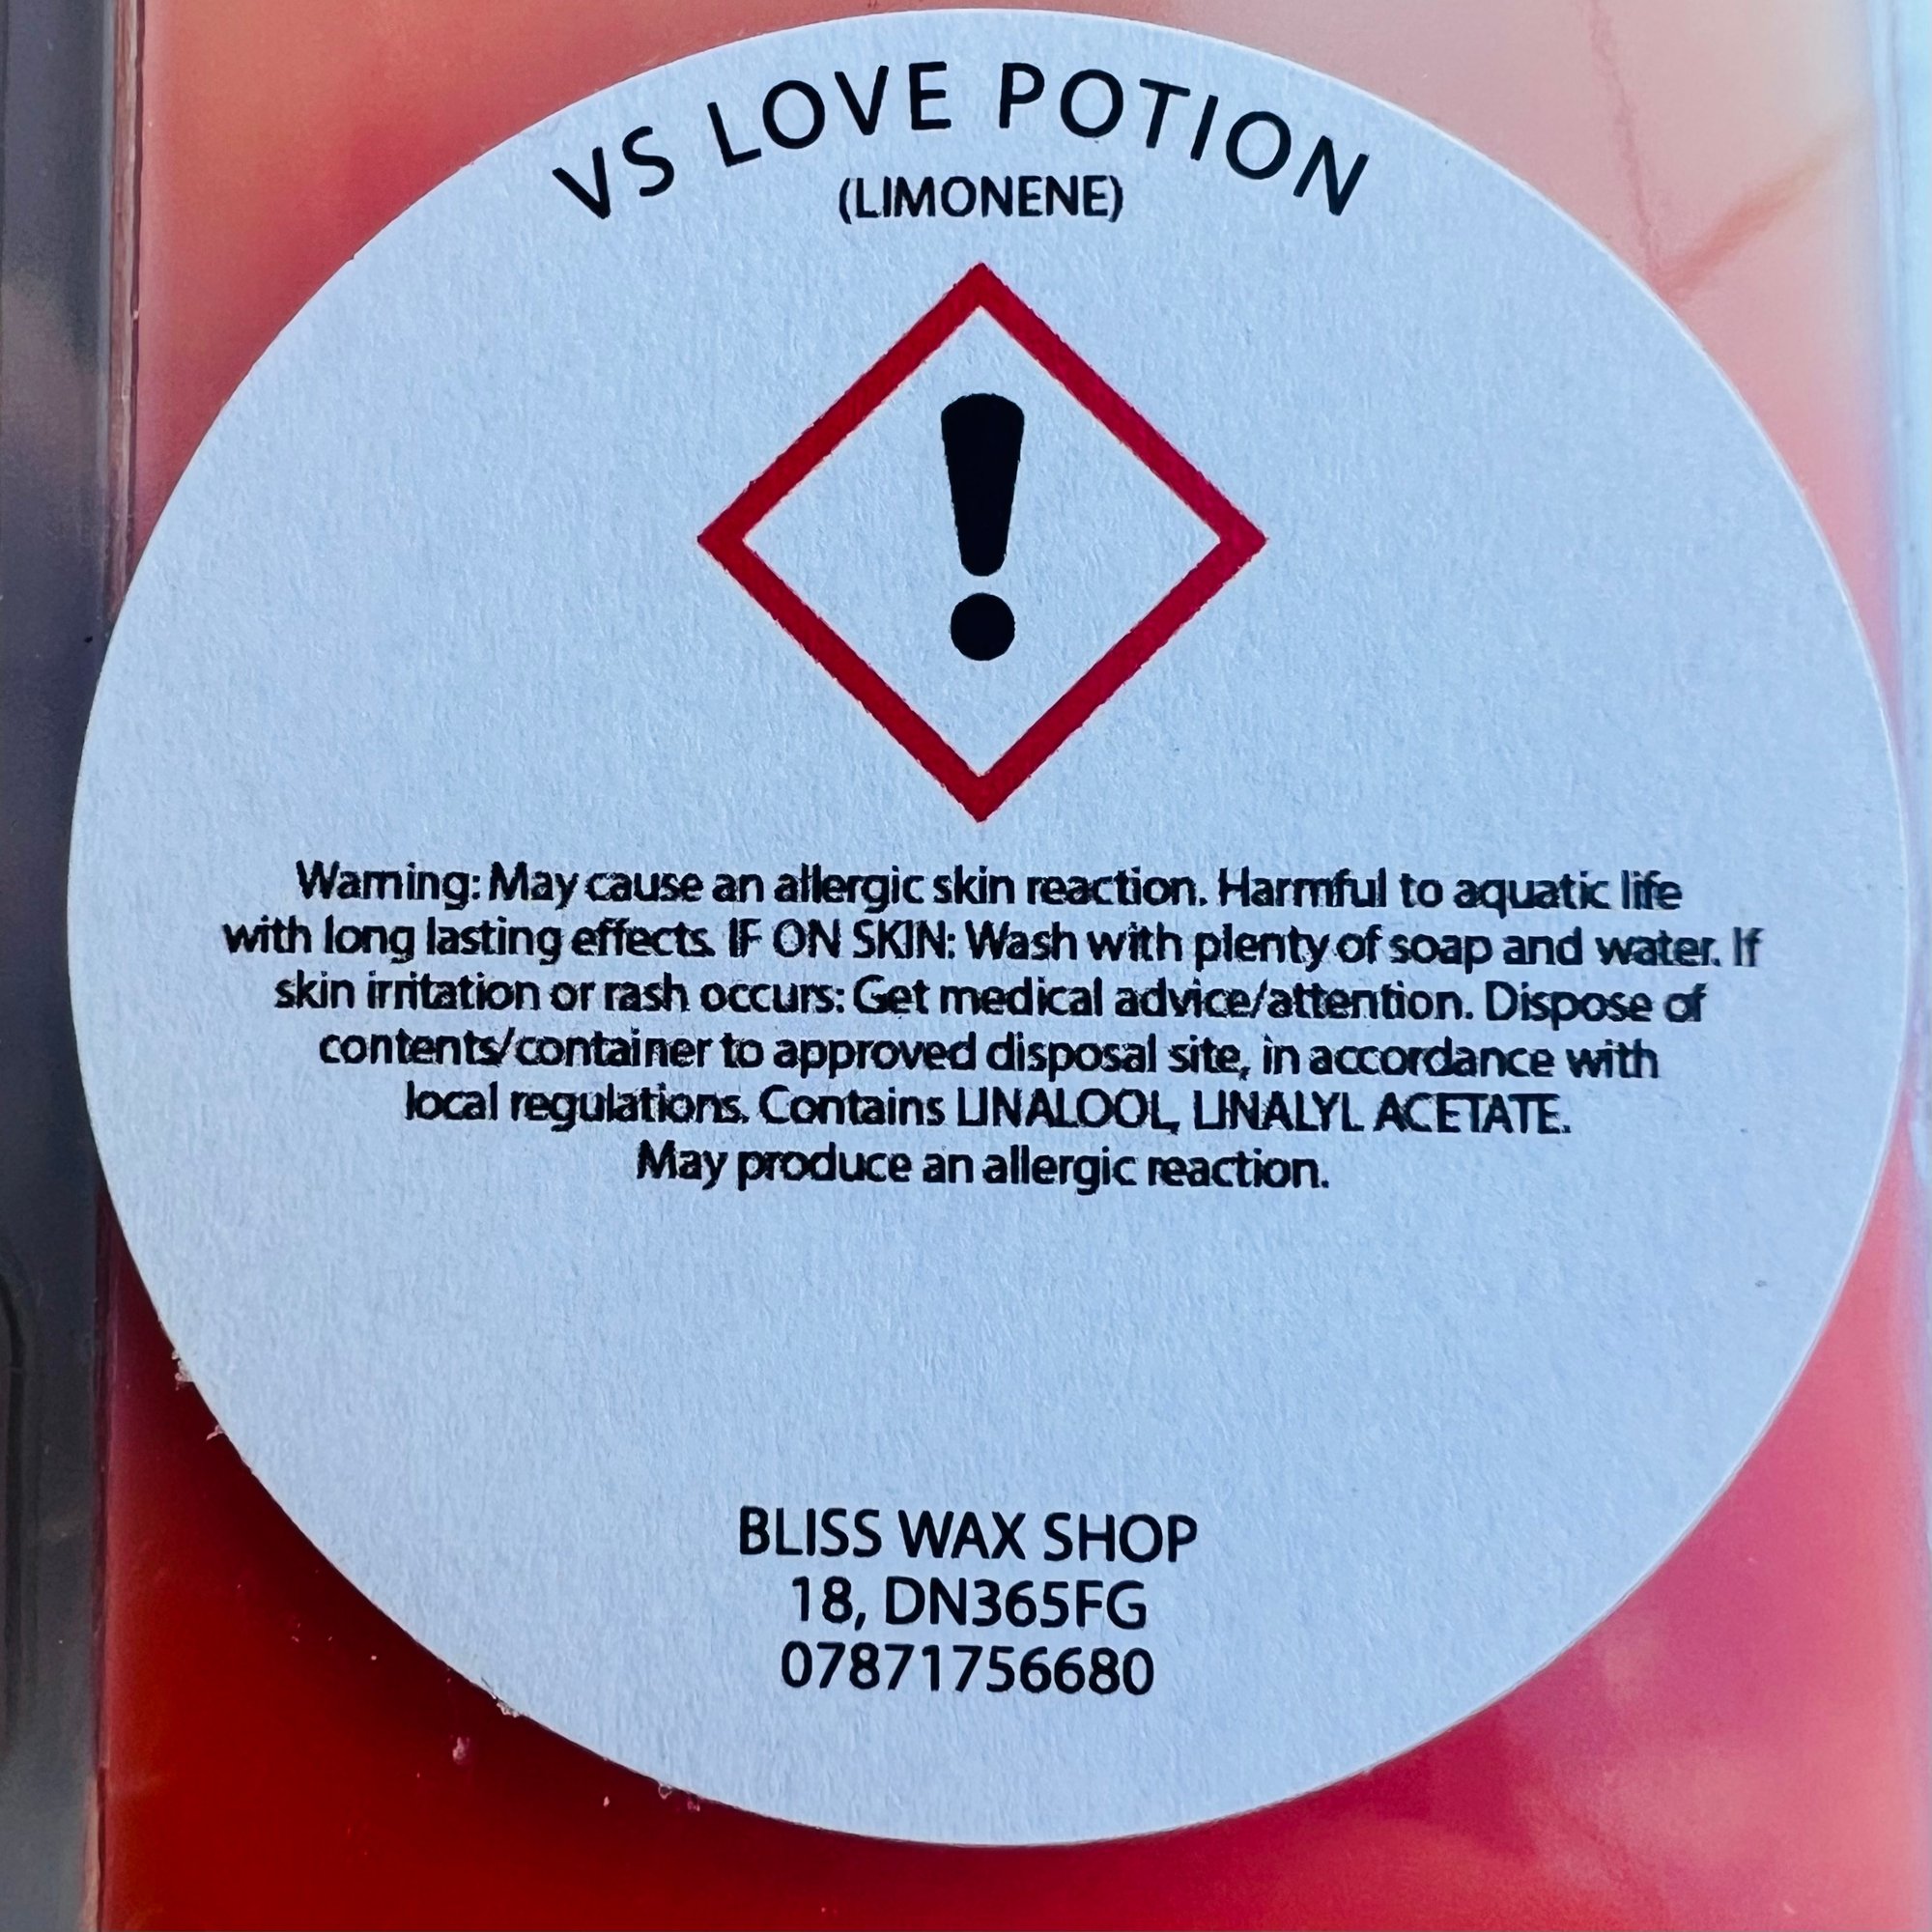 VS LOVE POTION
(LIMONENE)
!
Warning: May cause an allergic skin reaction. Harmful to aquatic life
with long lasting effects. IF ON SKIN: Wash with plenty of soap and water. If
skin irritation or rash occurs: Get medical advice/attention. Dispose of
contents/container to approved disposal site, in accordance with
local regulations. Contains LINALOOL, LINALYL ACETATE.
May produce an allergic reaction.
BLISS WAX SHOP
18, DN365FG
07871756680